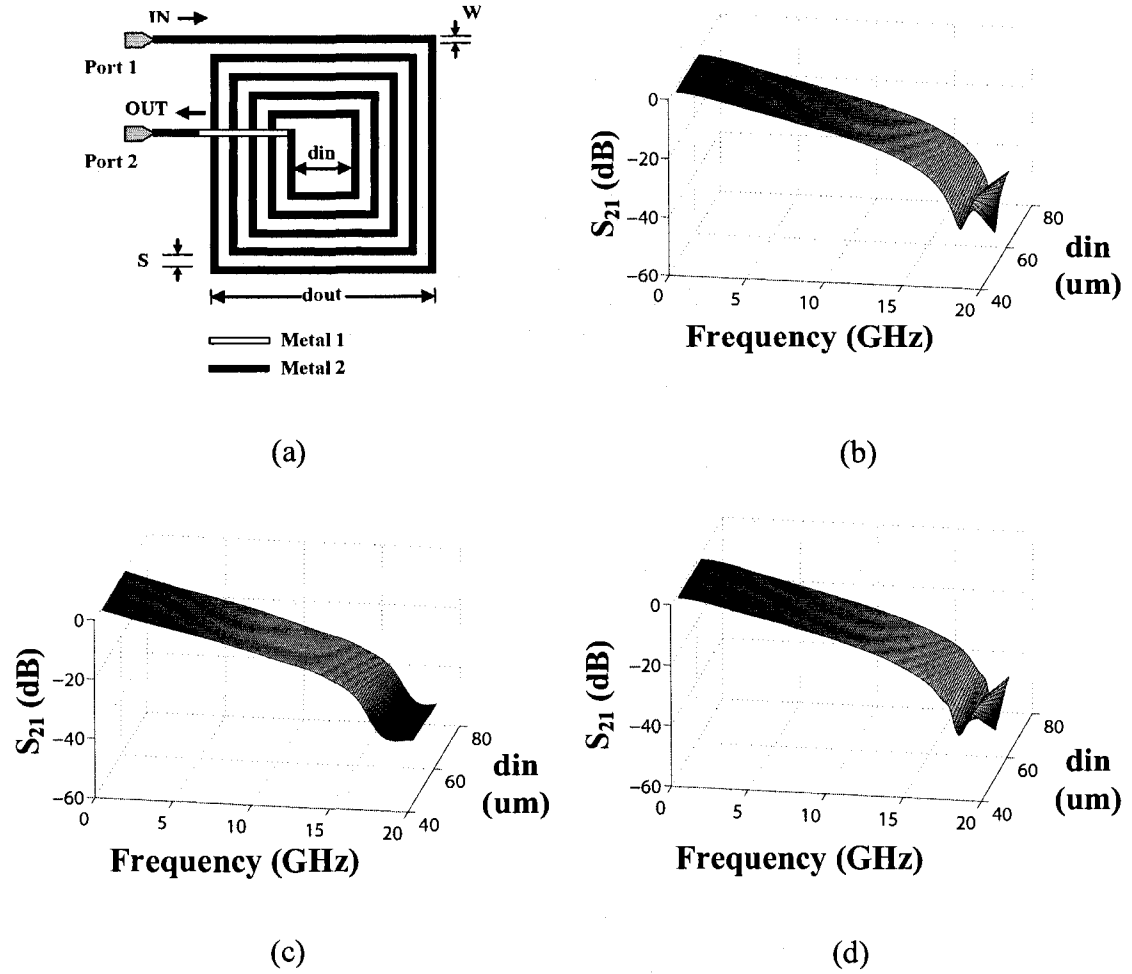 IN
W
Port 1
OUT
Port 2
din
S
dout
Metal 1
Metal 2
(a)
S21 (dB)
0
−20
−40
−60
0
5
10
15
20
Frequency (GHz)
40
60
80
din
(um)
(b)
S21 (dB)
0
−20
−40
−60
0
5
10
15
20
Frequency (GHz)
40
60
80
din
(um)
(c)
S21 (dB)
0
−20
−40
−60
0
5
10
15
20
Frequency (GHz)
40
60
80
din
(um)
(d)